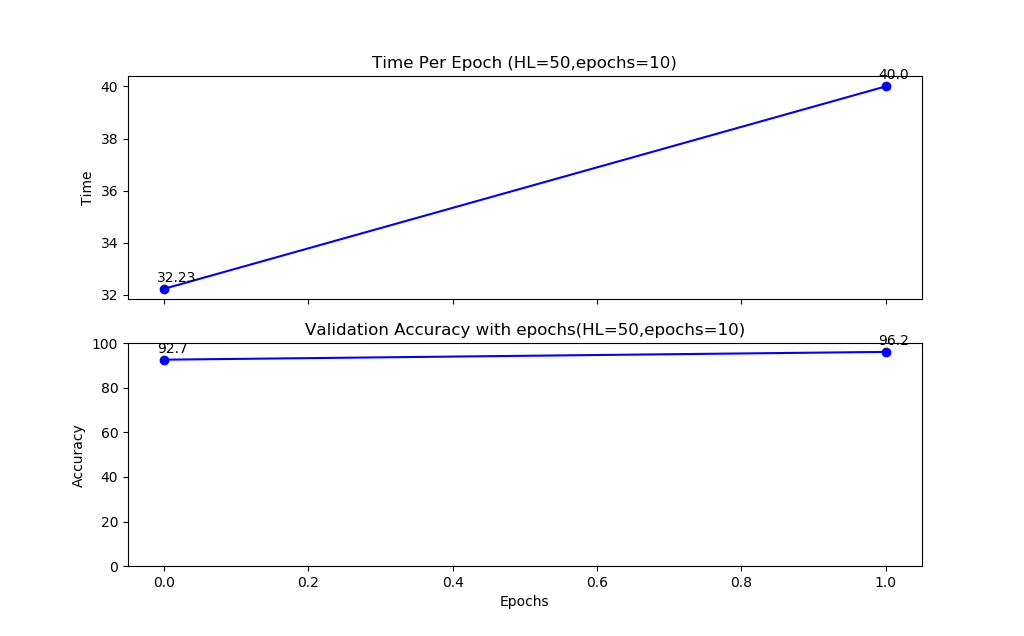 Time Per Epoch (HL=50,epochs=10)
40.0
40
38
36
34
32
Time
32.23
Validation Accuracy with epochs(HL=50,epochs=10)
92.7
96.2
100
80
60
40
20
0
Accuracy
0.0 0.2 0.4 0.6 0.8 1.0
Epochs